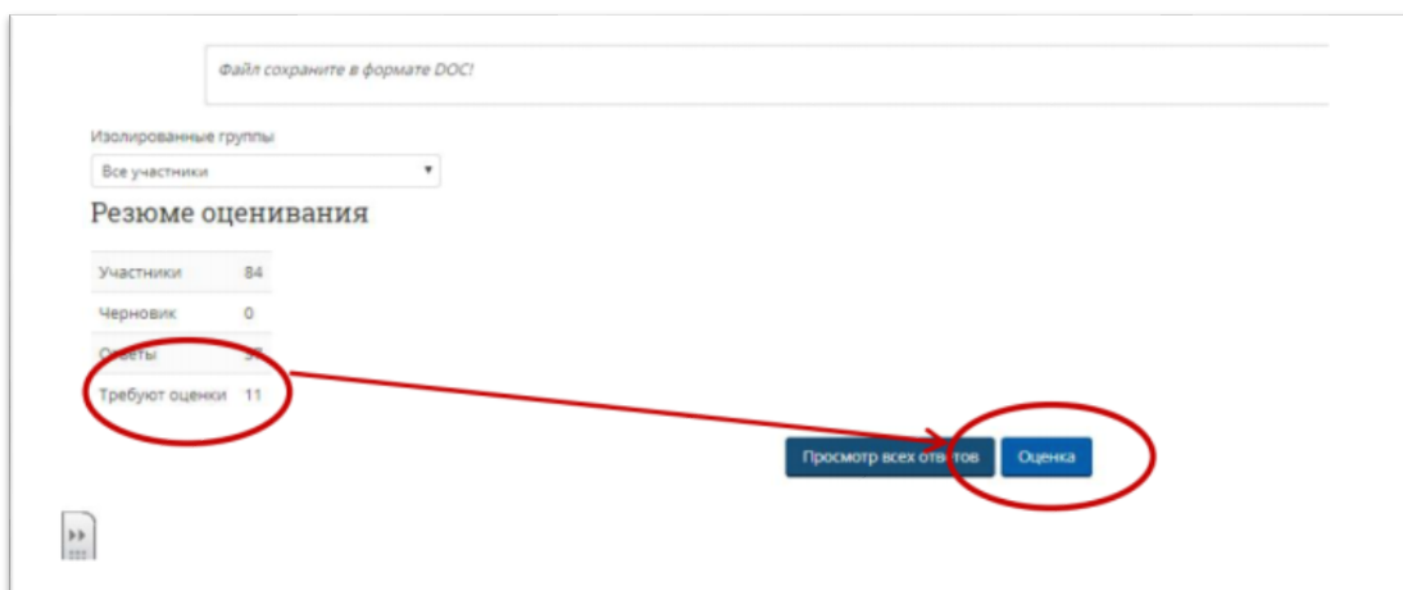 Файл сохраните в формате DOC!
Изолированные группы
Все участники
Резюме оценивания
Участники 84
Черновик 0
Ответы
Требуют оценки 11
Просмотр всех ответов Оценка